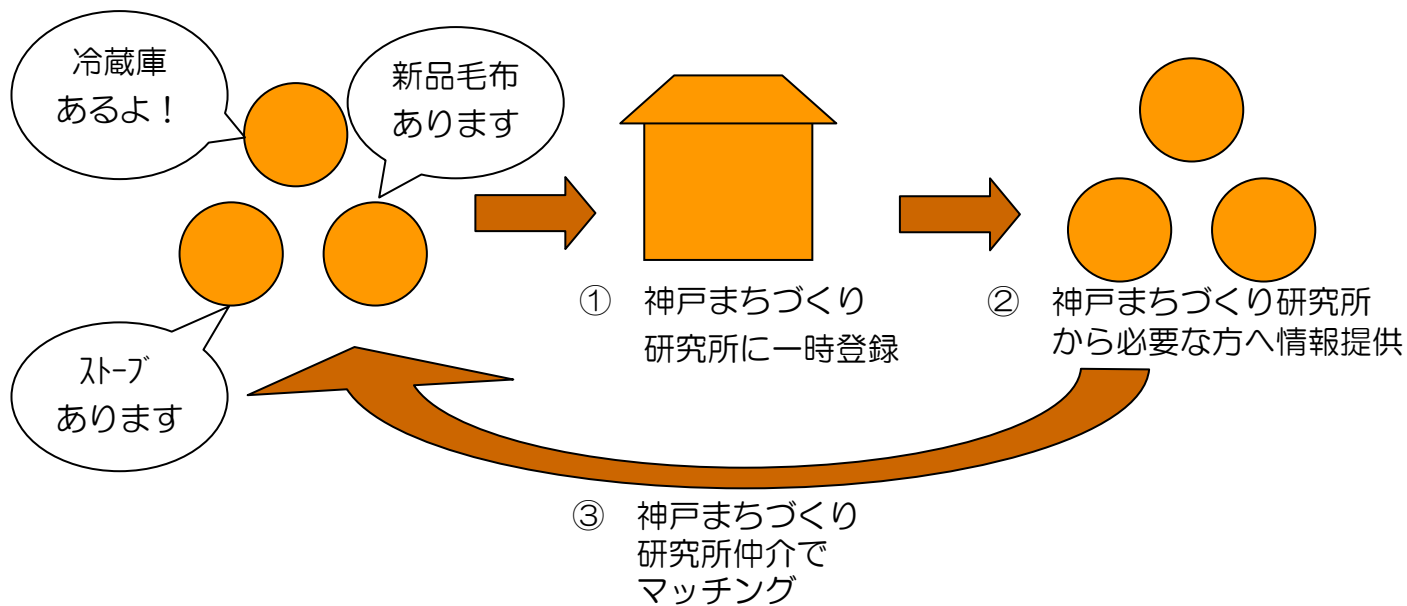 冷蔵庫
あるよ！
新品毛布
あります
ｽﾄｰﾌﾞ
あります
①　神戸まちづくり
研究所に一時登録
②　神戸まちづくり研究所
から必要な方へ情報提供
③　神戸まちづくり
研究所仲介で
マッチング